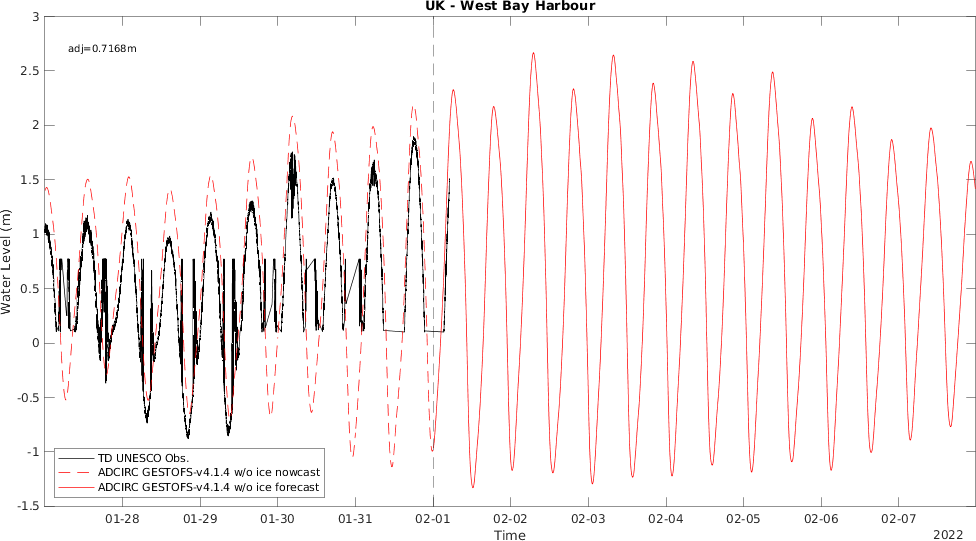 UK - West Bay Harbour
adj=0.7168m
Water Level (m)
3
2.5
2
1.5
1
0.5
0
-0.5
-1
-1.5
TD UNESCO Obs.
ADCIRC GESTOFS-v4.1.4 w/o ice nowcast
ADCIRC GESTOFS-v4.1.4 w/o ice forecast
01-28 01-29 01-30 01-31 02-01 02-02 02-03 02-04 02-05 02-06 02-07
Time
2022